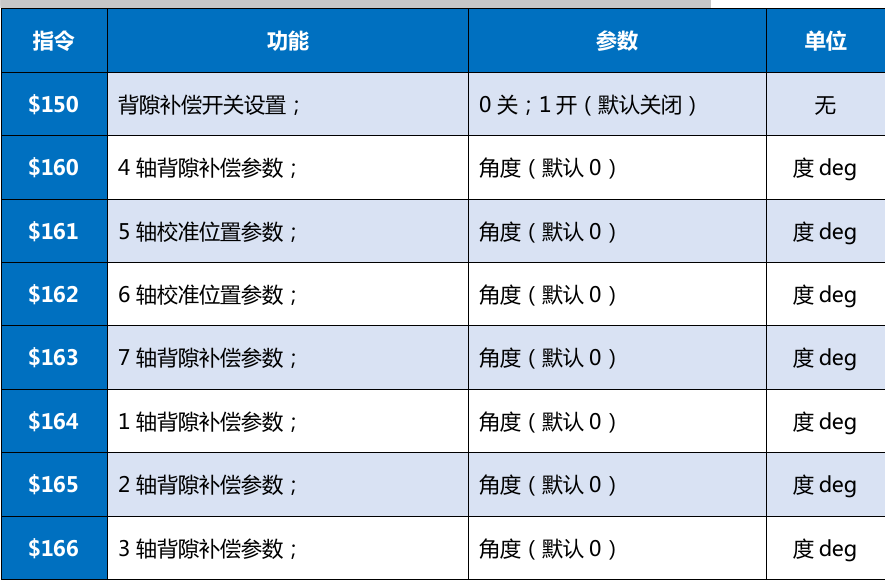 指令 功能 参数 单位
$150 背隙补偿开关设置； 0 关；1 开（默认关闭） 无
$160 4 轴背隙补偿参数； 角度（默认 0） 度 deg
$161 5 轴校准位置参数； 角度（默认 0） 度 deg
$162 6 轴校准位置参数； 角度（默认 0） 度 deg
$163 7 轴背隙补偿参数； 角度（默认 0） 度 deg
$164 1 轴背隙补偿参数； 角度（默认 0） 度 deg
$165 2 轴背隙补偿参数； 角度（默认 0） 度 deg
$166 3 轴背隙补偿参数； 角度（默认 0） 度 deg